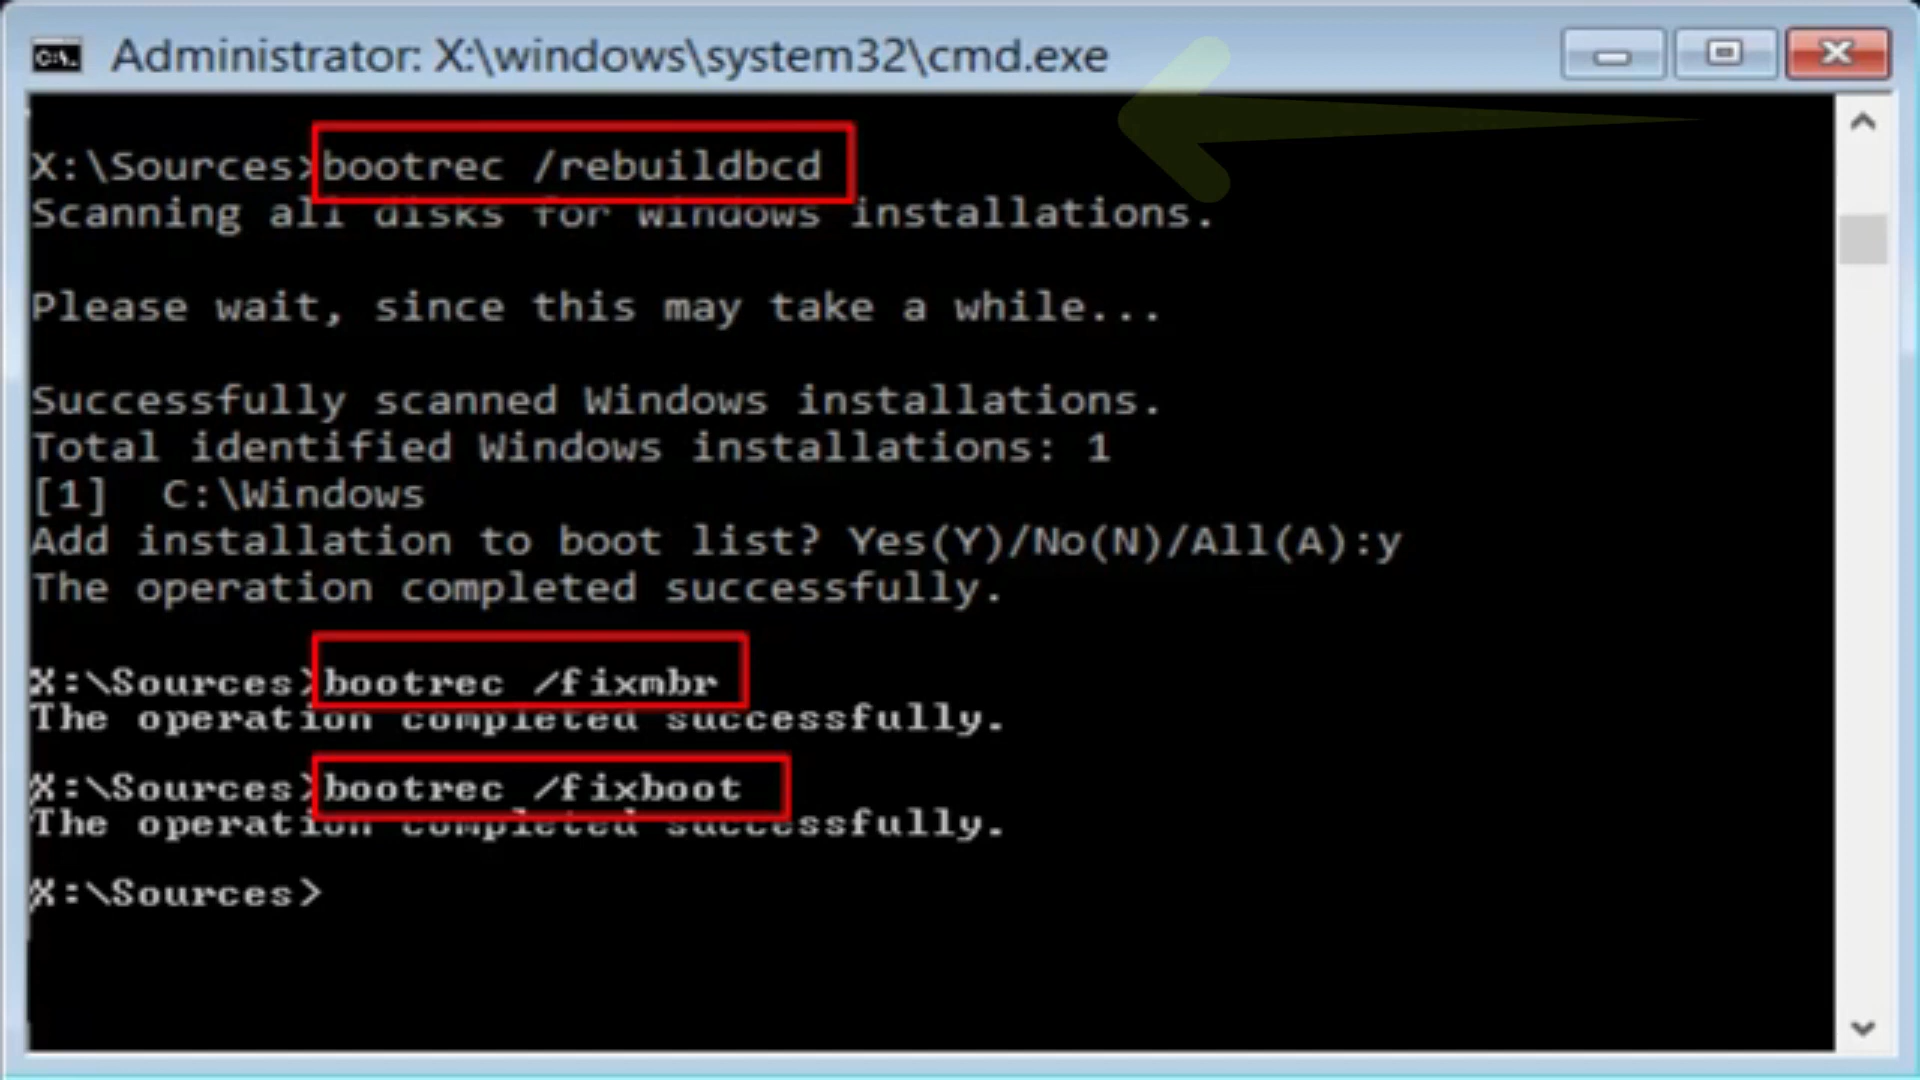 Administrator: X:\windows\system32\cmd.exe
X:\Sources>bootrec /rebuildbcd
Scanning all disks for Windows installations.
Please wait, since this may take a while...
Successfully scanned Windows installations.
Total identified Windows installations: 1
[1]  C:\Windows
Add installation to boot list? Yes(Y)/No(N)/All(A):y
The operation completed successfully.
X:\Sources>bootrec /fixmbr
The operation completed successfully.
X:\Sources>bootrec /fixboot
The operation completed successfully.
X:\Sources>